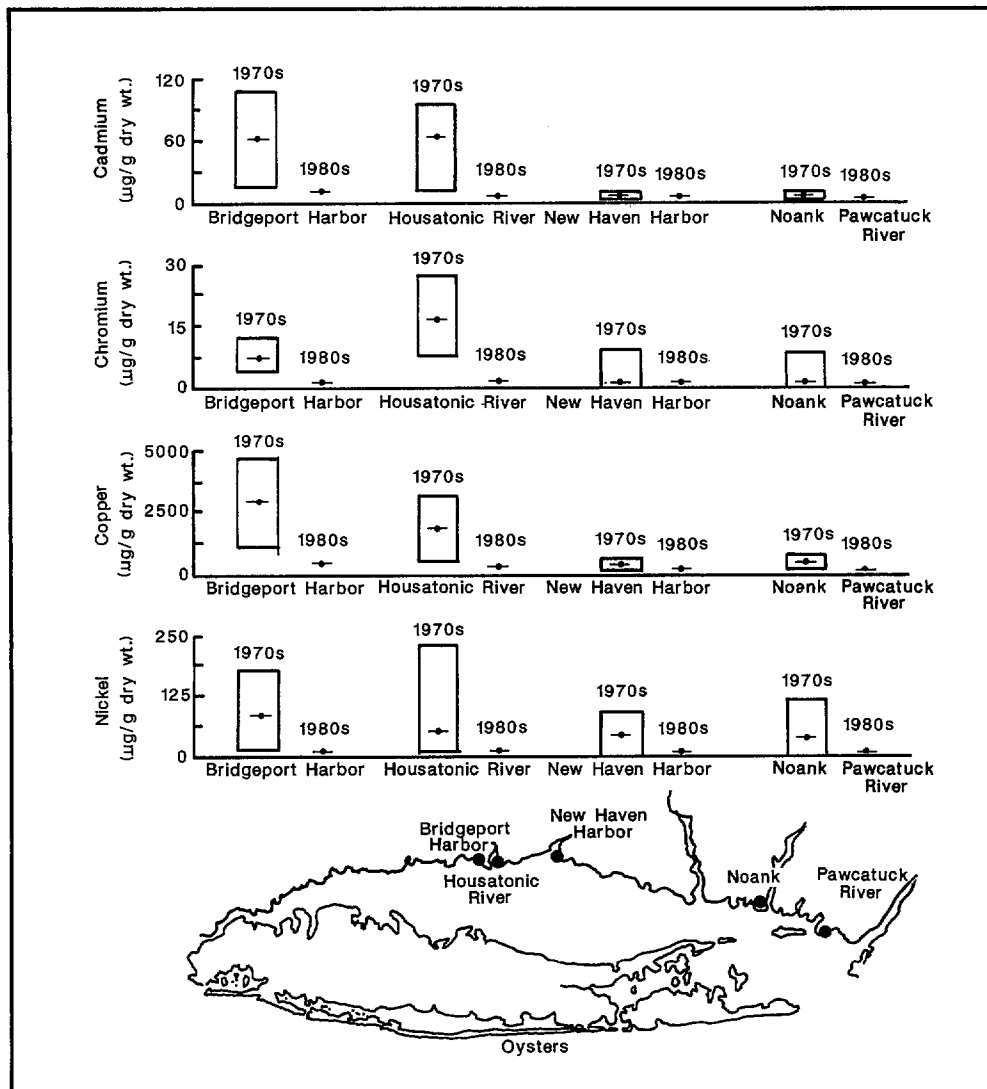 Cadmium
(µg/g dry wt.)
120
60
0
1970s
1980s
1970s
1980s
1970s
1980s
1970s
1980s
Bridgeport Harbor
Housatonic River
New Haven Harbor
Noank
Pawcatuck
River
Chromium
(µg/g dry wt.)
30
15
0
1970s
1980s
1970s
1980s
1970s
1980s
1970s
1980s
Bridgeport Harbor
Housatonic River
New Haven Harbor
Noank
Pawcatuck
River
Copper
(µg/g dry wt.)
5000
2500
0
1970s
1980s
1970s
1980s
1970s
1980s
1970s
1980s
Bridgeport Harbor
Housatonic River
New Haven Harbor
Noank
Pawcatuck
River
Nickel
(µg/g dry wt.)
250
125
0
1970s
1980s
1970s
1980s
1970s
1980s
1970s
1980s
Bridgeport Harbor
Housatonic River
New Haven Harbor
Noank
Pawcatuck
River
Bridgeport
Harbor
Housatonic
River
New Haven
Harbor
Noank
Pawcatuck
River
Oysters